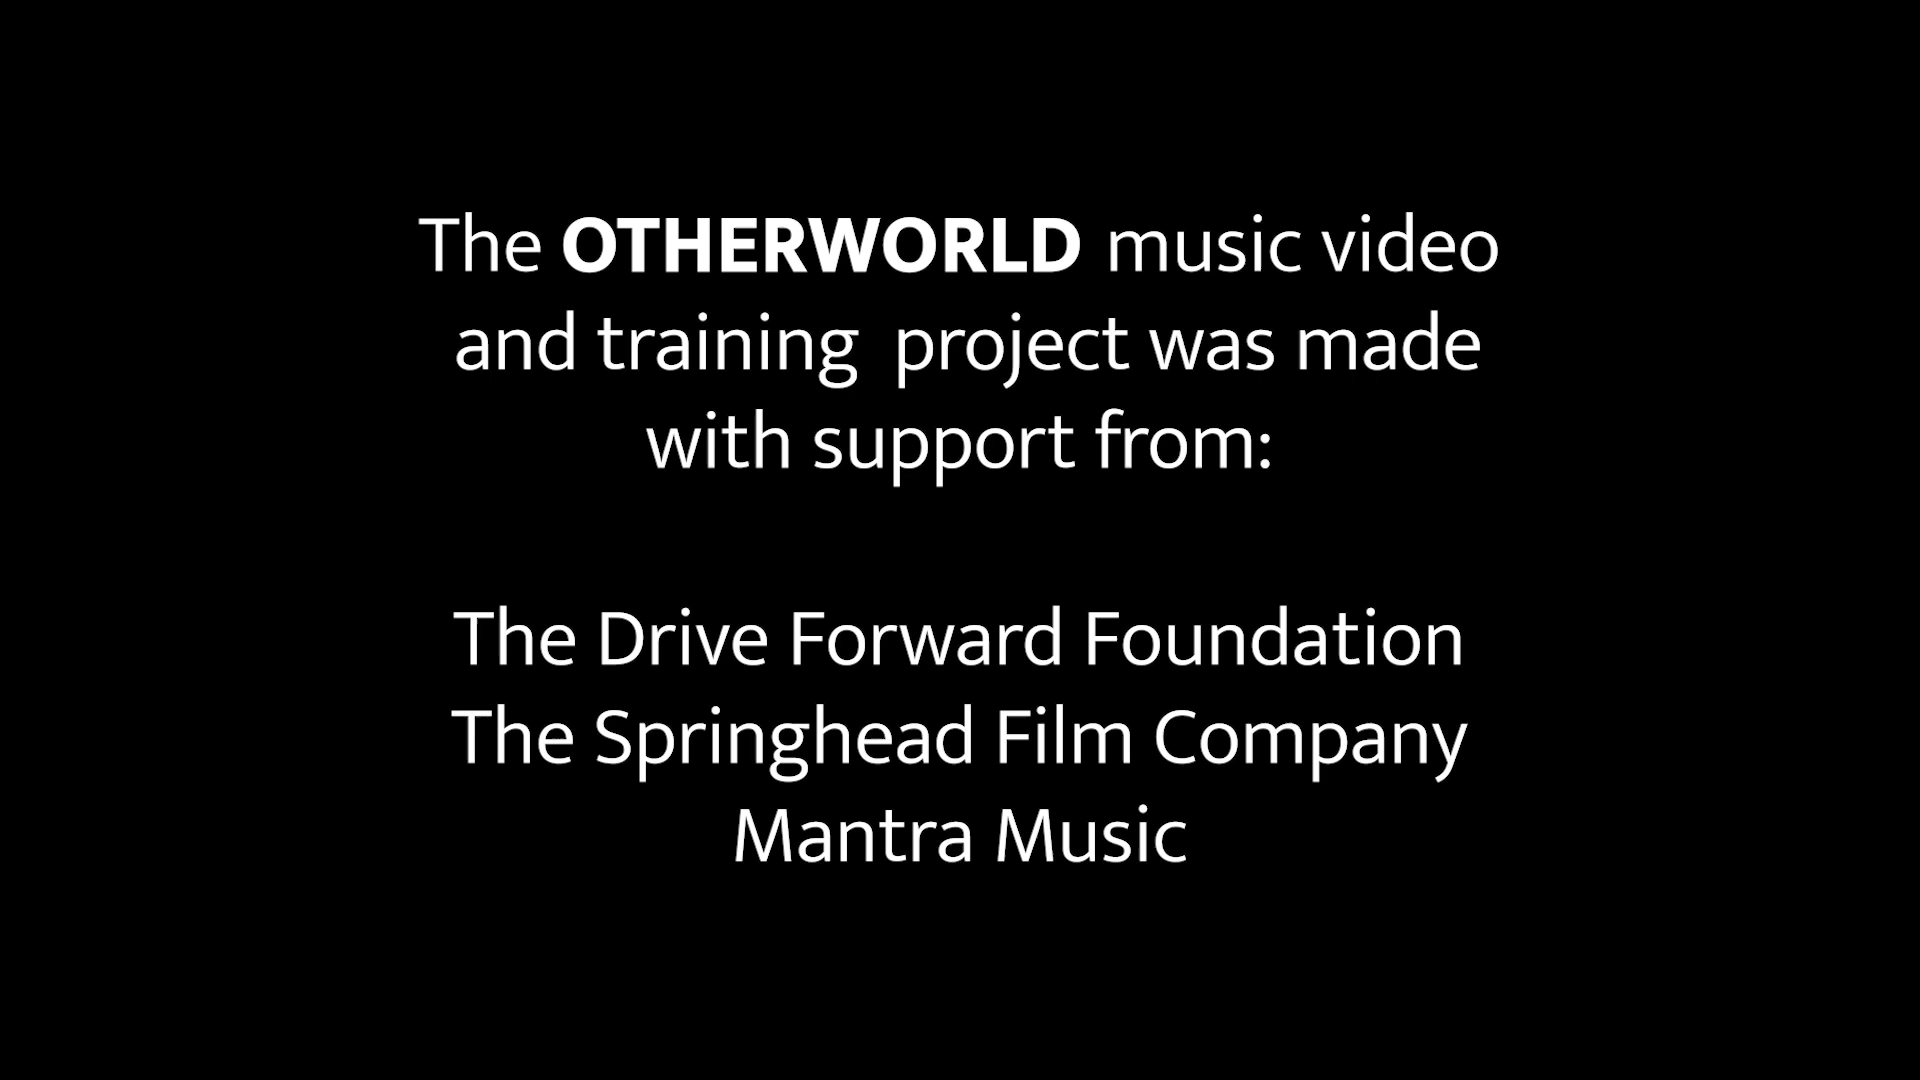 The OTHERWORLD music video
and training  project was made
with support from:
The Drive Forward Foundation
The Springhead Film Company
Mantra Music